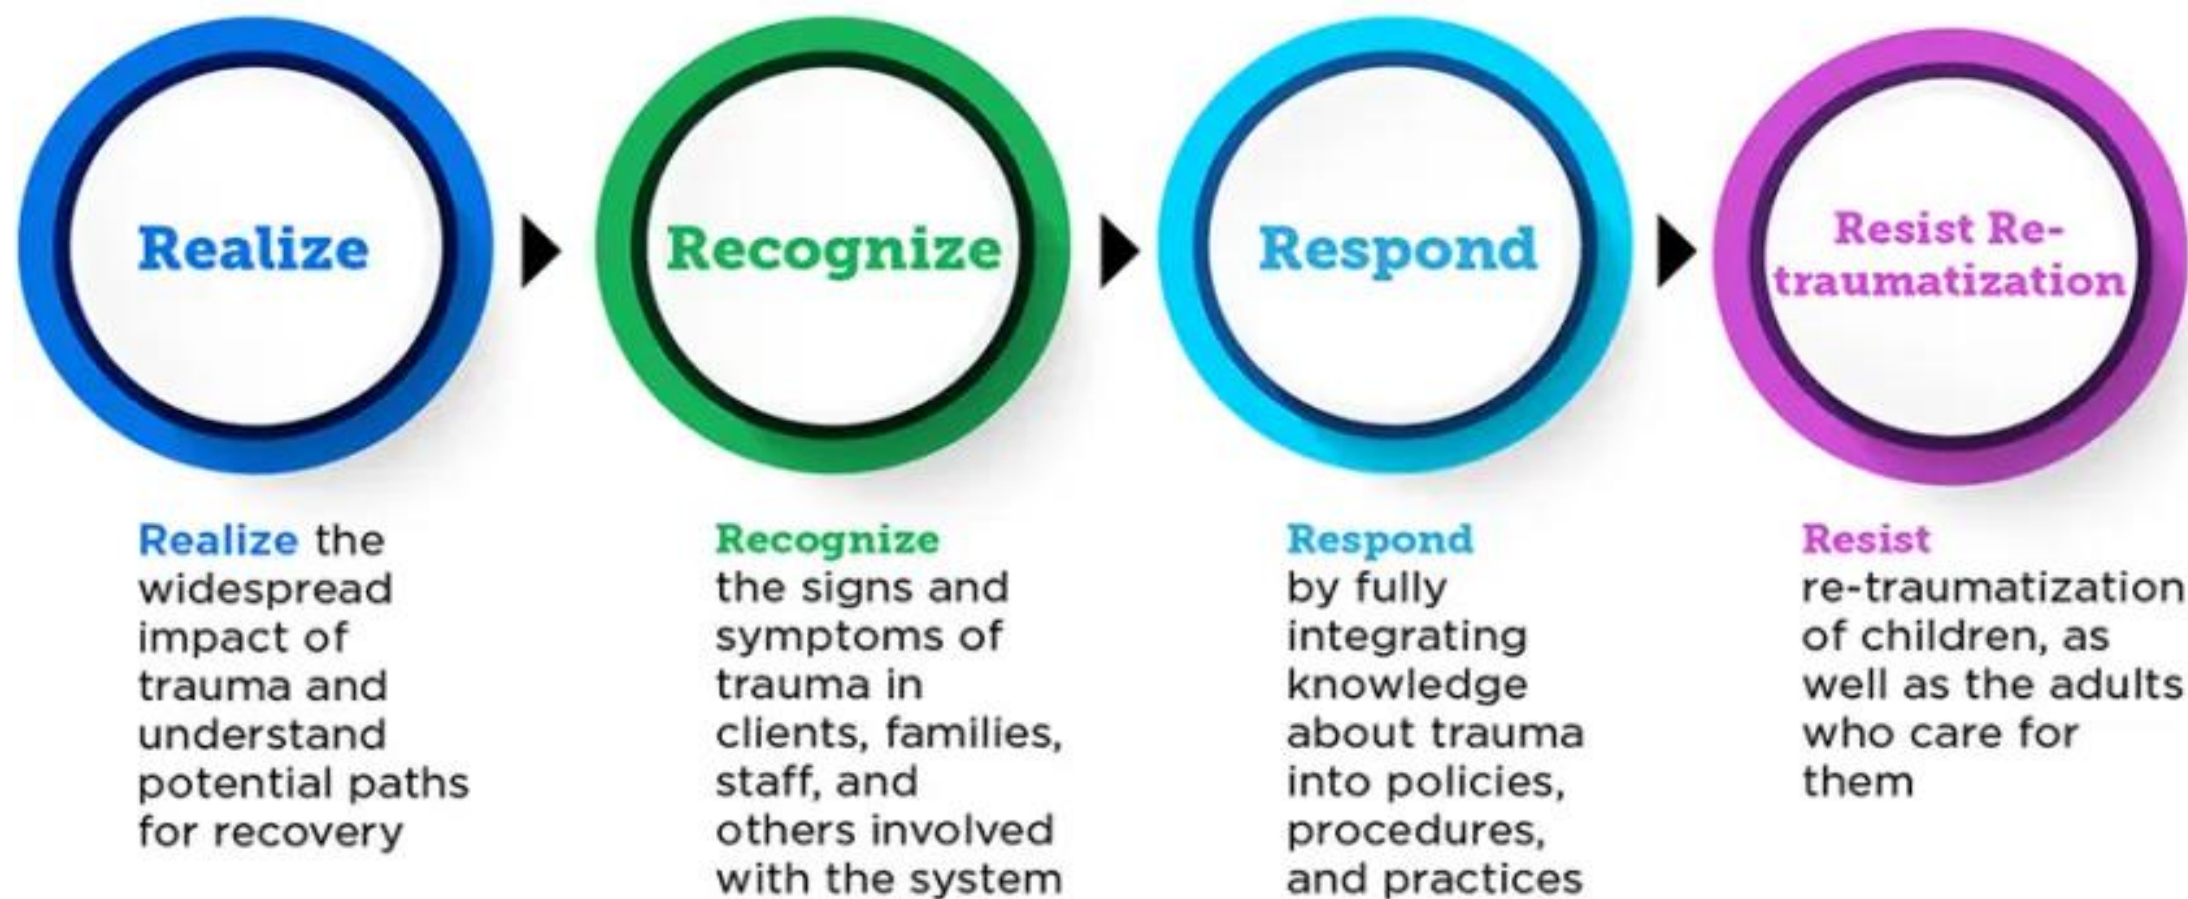 Realize
Recognize
Respond
Resist Re-
traumatization
Realize the
widespread
impact of
trauma and
understand
potential paths
for recovery
Recognize
the signs and
symptoms of
trauma in
clients, families,
staff, and
others involved
with the system
Respond
by fully
integrating
knowledge
about trauma
into policies,
procedures,
and practices
Resist
re-traumatization
of children, as
well as the adults
who care for
them